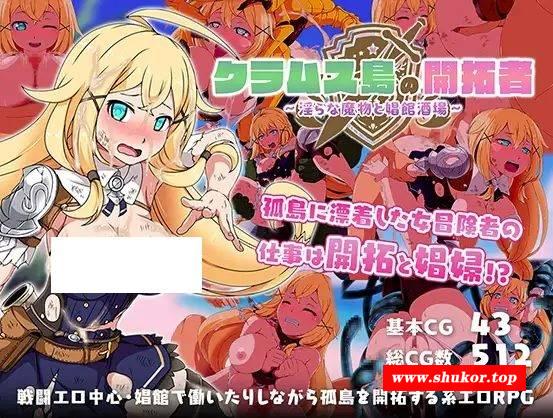 クラムス島の開拓者
~淫らな魔物と娼館酒場~
孤島に漂着した女冒険者の
仕事は開拓と娼婦!?
基本CG 43
総CG数 512
www.shukor.top
戦闘エロ中心・娼館で働いたりしながら孤島を開拓する系エロRPG